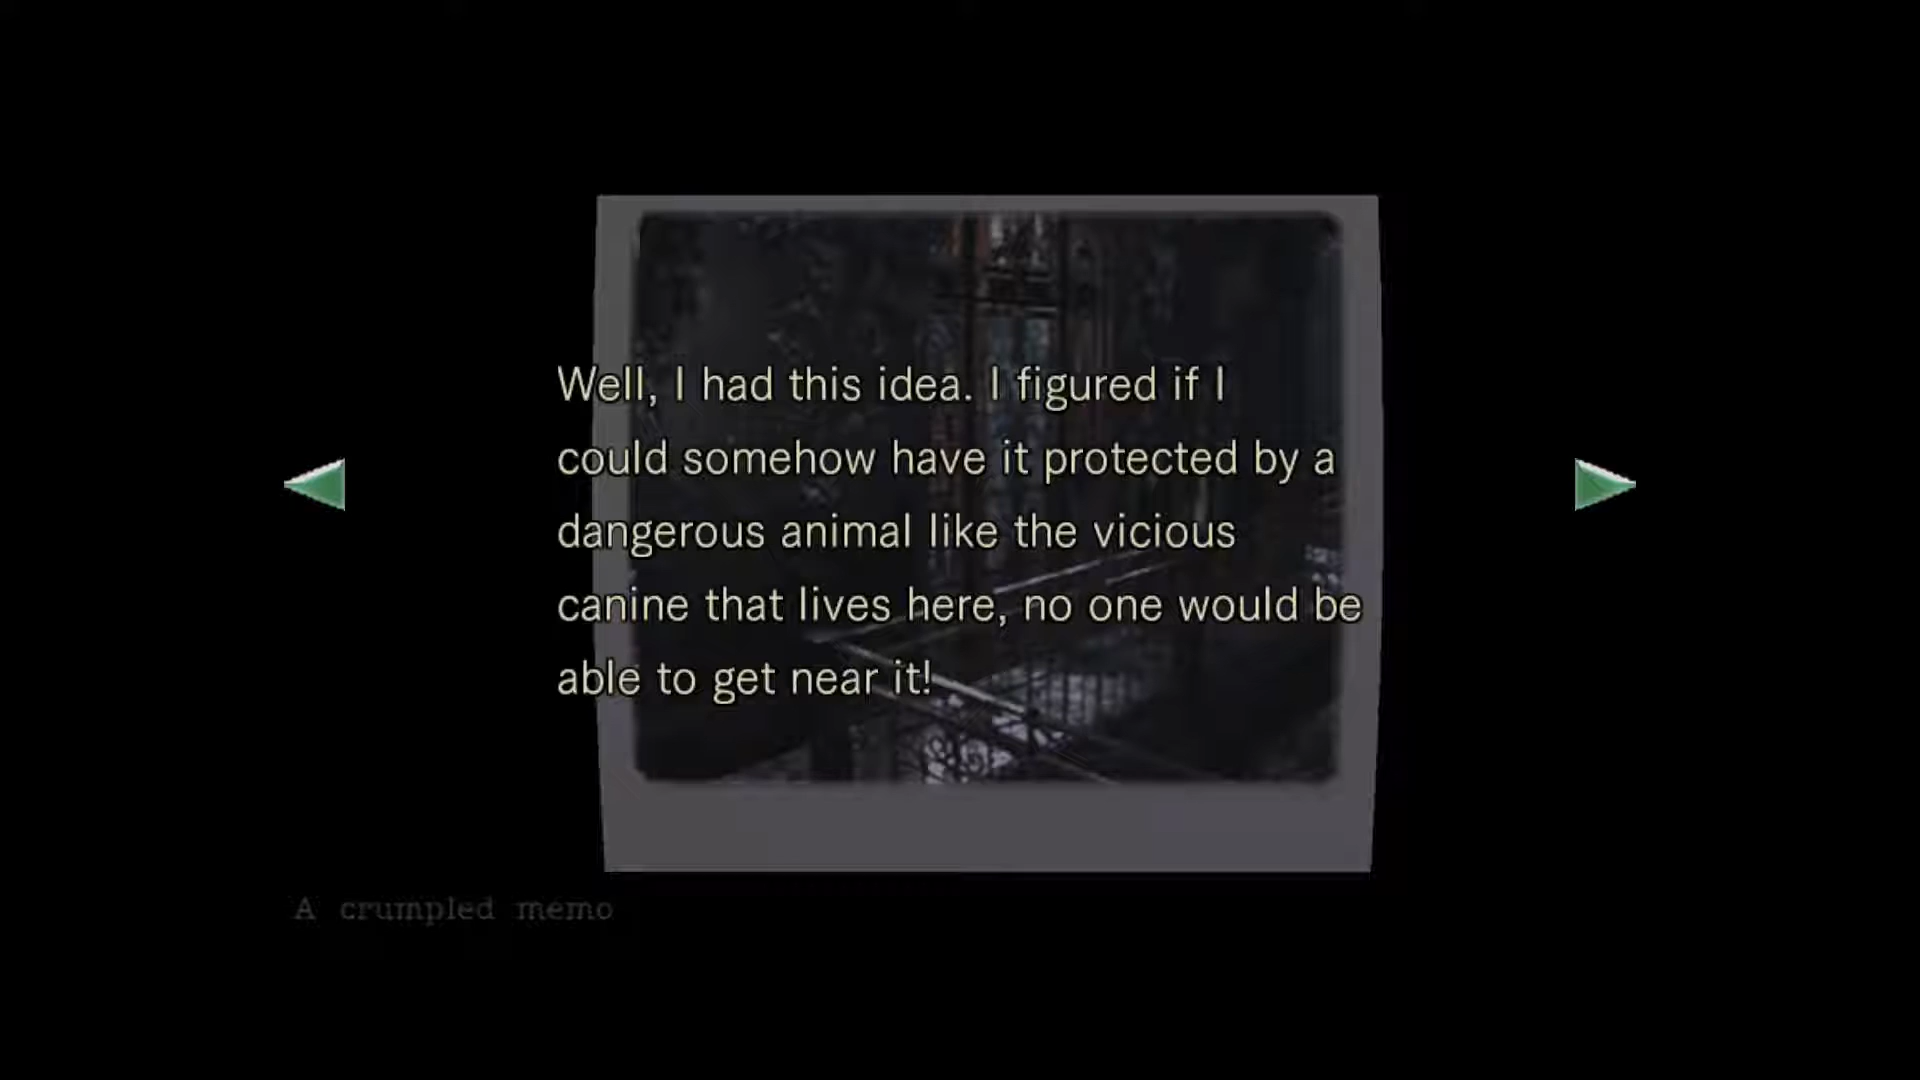 Well, I had this idea. I figured if I
could somehow have it protected by a
dangerous animal like the vicious
canine that lives here, no one would be
able to get near it!
A crumpled memo